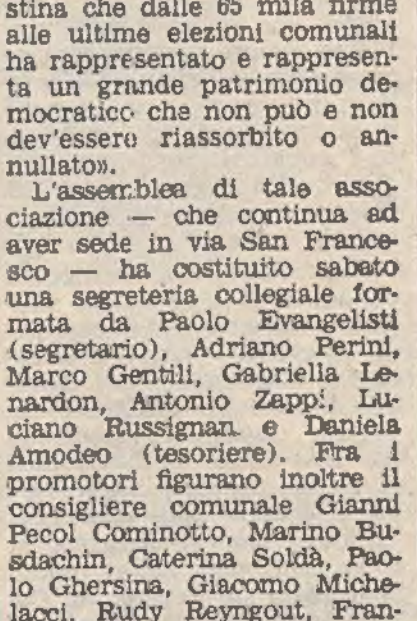 stina che dalle 65 mila firme
alle ultime elezioni comunali
ha rappresentato e rappresen-
ta un grande patrimonio de-
mocratico che non può e non
dev'essere riassorbito o an-
nullato».
L'assemblea di tale asso-
ciazione — che continua ad
aver sede in via San France-
sco — ha costituito sabato
una segreteria collegiale for-
mata da Paolo Evangelisti
(segretario), Adriano Perini,
Marco Gentili, Gabriella Le-
nardon, Antonio Zappi, Lu-
ciano Russignan e Daniela
Amodeo (tesoriere). Fra i
promotori figurano inoltre il
consigliere comunale Gianni
Pecol Cominotto, Marino Bu-
sdachin, Caterina Soldà, Pao-
lo Ghersina, Giacomo Miche-
lacci, Rudy Reyngout, Fran-